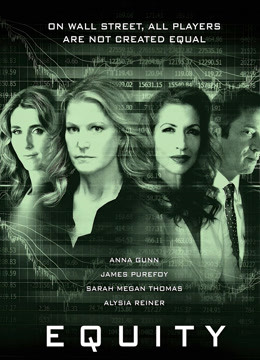 ON WALL STREET, ALL PLAYERS
ARE NOT CREATED EQUAL
ANNA GUNN
JAMES PUREFOY
SARAH MEGAN THOMAS
ALYSIA REINER
EQUITY